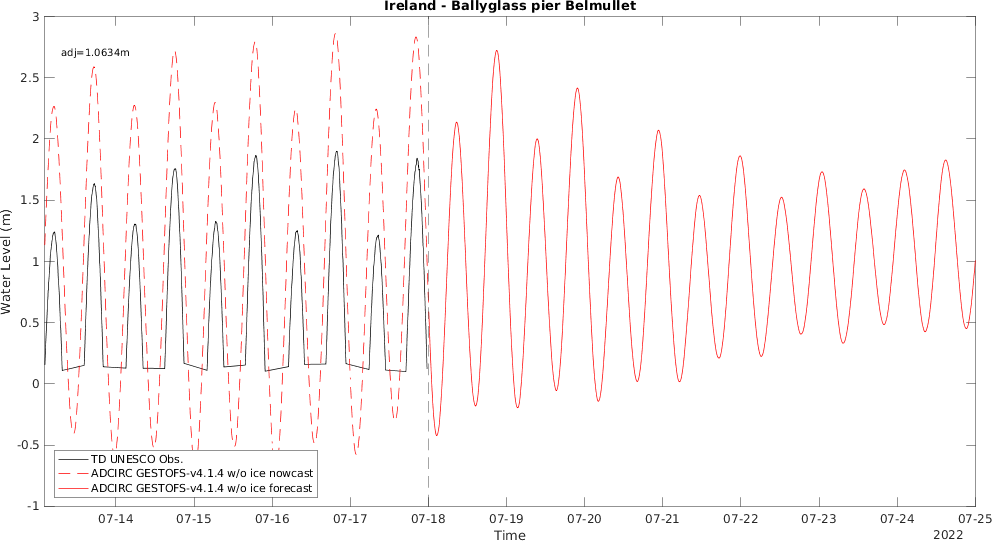 Ireland - Ballyglass pier Belmullet
adj=1.0634m
3
2.5
2
1.5
1
0.5
0
-0.5
-1
Water Level (m)
TD UNESCO Obs.
ADCIRC GESTOFS-v4.1.4 w/o ice nowcast
ADCIRC GESTOFS-v4.1.4 w/o ice forecast
07-14 07-15 07-16 07-17 07-18 07-19 07-20 07-21 07-22 07-23 07-24 07-25
Time
2022